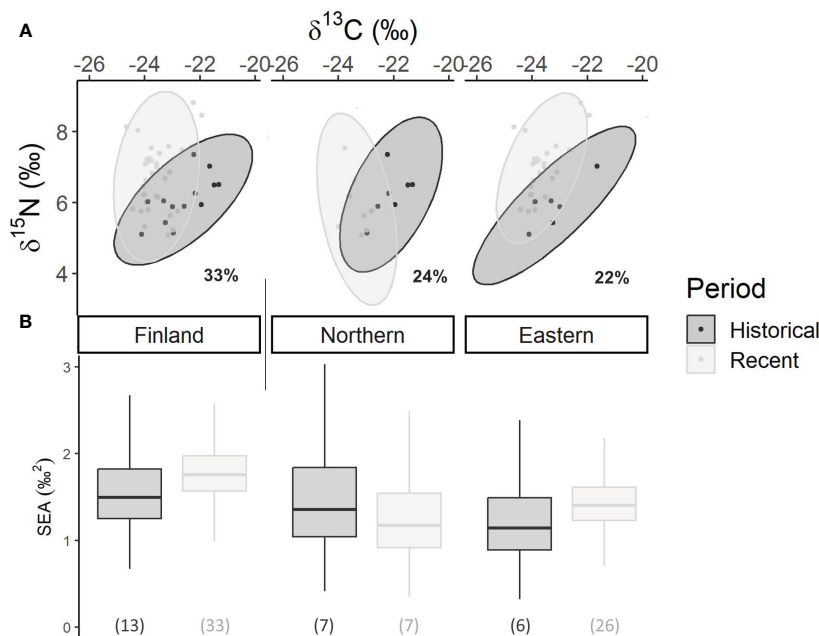 A
δ¹³C (‰)
-26 -24 -22 -20 -26 -24 -22 -20 -26 -24 -22 -20
δ¹⁵N (‰)
8
6
4
33% 24% 22%
Period
Historical
Recent
B
Finland Northern Eastern
SEA (‰²)
3
2
1
0
(13) (33) (7) (7) (6) (26)